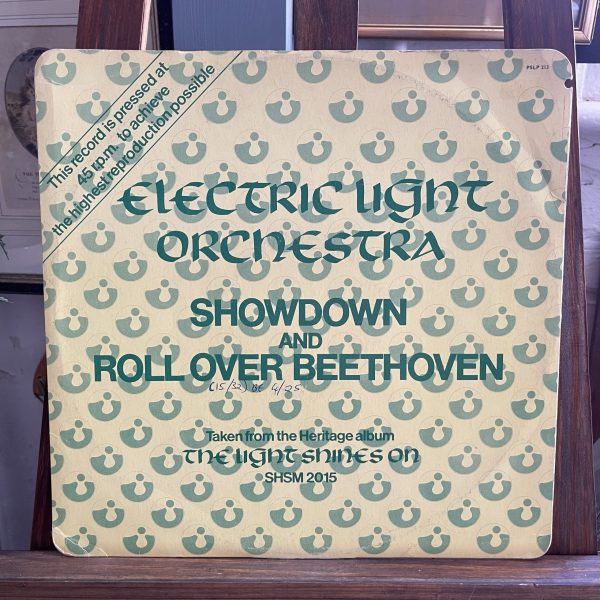 PSLP 213
This record is pressed at
45 r.p.m. to achieve
the highest reproduction possible
ELECTRIC LIGHT
ORCHESTRA
SHOWDOWN
AND
ROLL OVER BEETHOVEN
Taken from the Heritage album
THE LIGHT SHINES ON
SHSM 2015